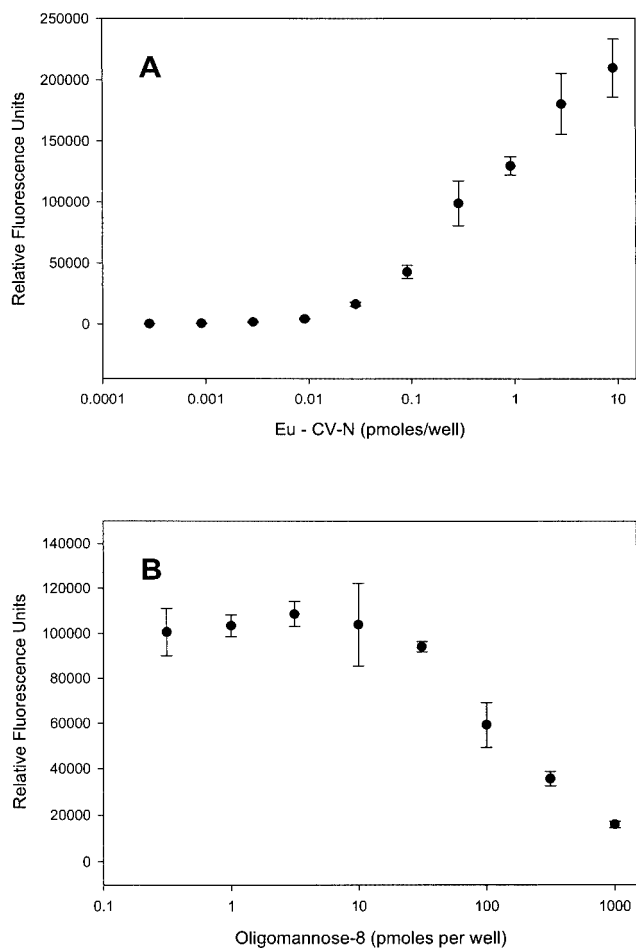 A
Relative Fluorescence Units
250000
200000
150000
100000
50000
0
0.0001 0.001 0.01 0.1 1 10
Eu - CV-N (pmoles/well)
B
Relative Fluorescence Units
140000
120000
100000
80000
60000
40000
20000
0
0.1 1 10 100 1000
Oligomannose-8 (pmoles per well)